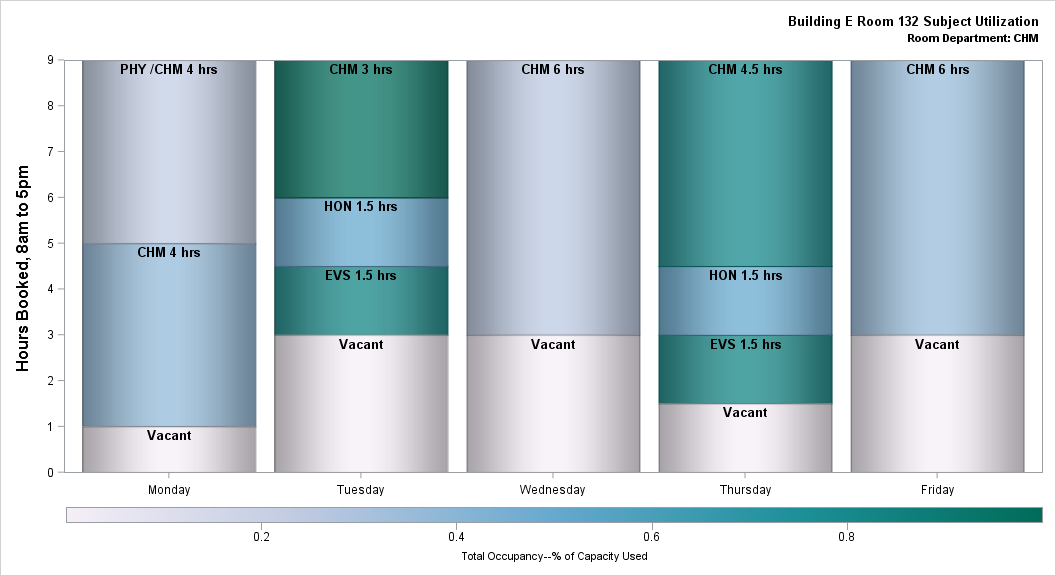 Building E Room 132 Subject Utilization
Room Department: CHM
Hours Booked, 8am to 5pm
9
8
7
6
5
4
3
2
1
0
PHY /CHM 4 hrs
CHM 4 hrs
Vacant
CHM 3 hrs
HON 1.5 hrs
EVS 1.5 hrs
Vacant
CHM 6 hrs
Vacant
CHM 4.5 hrs
HON 1.5 hrs
EVS 1.5 hrs
Vacant
CHM 6 hrs
Vacant
Monday
Tuesday
Wednesday
Thursday
Friday
0.2
0.4
0.6
0.8
Total Occupancy--% of Capacity Used